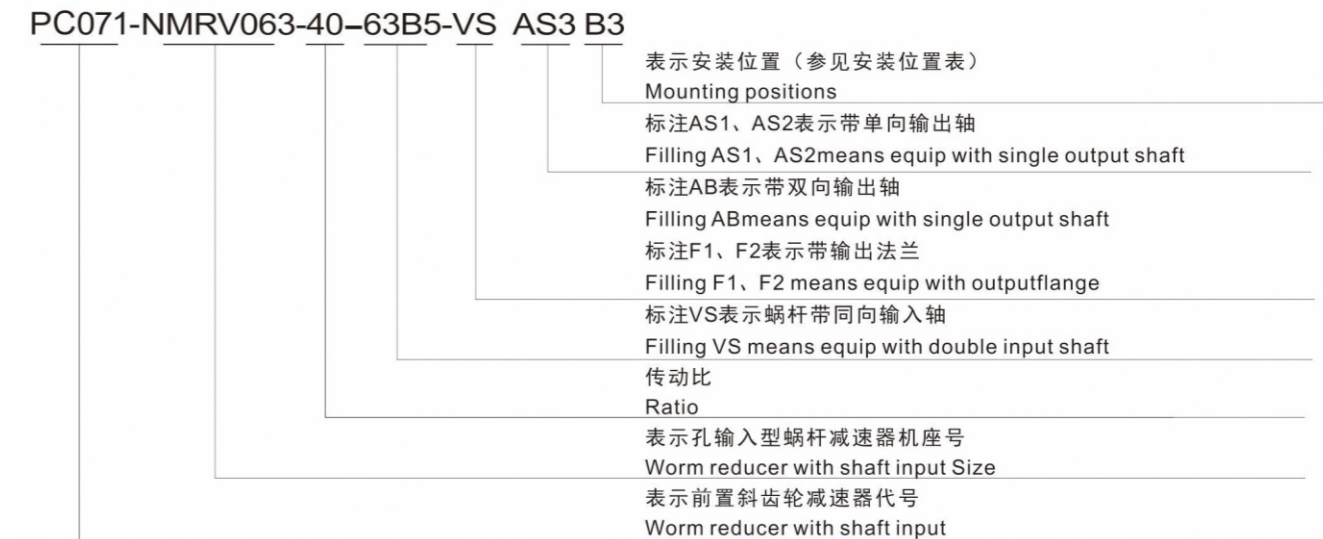 PC071-NMRV063-40-63B5-VS AS3 B3
表示安装位置（参见安装位置表）
Mounting positions
标注AS1、AS2表示带单向输出轴
Filling AS1、AS2means equip with single output shaft
标注AB表示带双向输出轴
Filling ABmeans equip with single output shaft
标注F1、F2表示带输出法兰
Filling F1、F2 means equip with outputflange
标注VS表示蜗杆带同向输入轴
Filling VS means equip with double input shaft
传动比
Ratio
表示孔输入型蜗杆减速器机座号
Worm reducer with shaft input Size
表示前置斜齿轮减速器代号
Worm reducer with shaft input